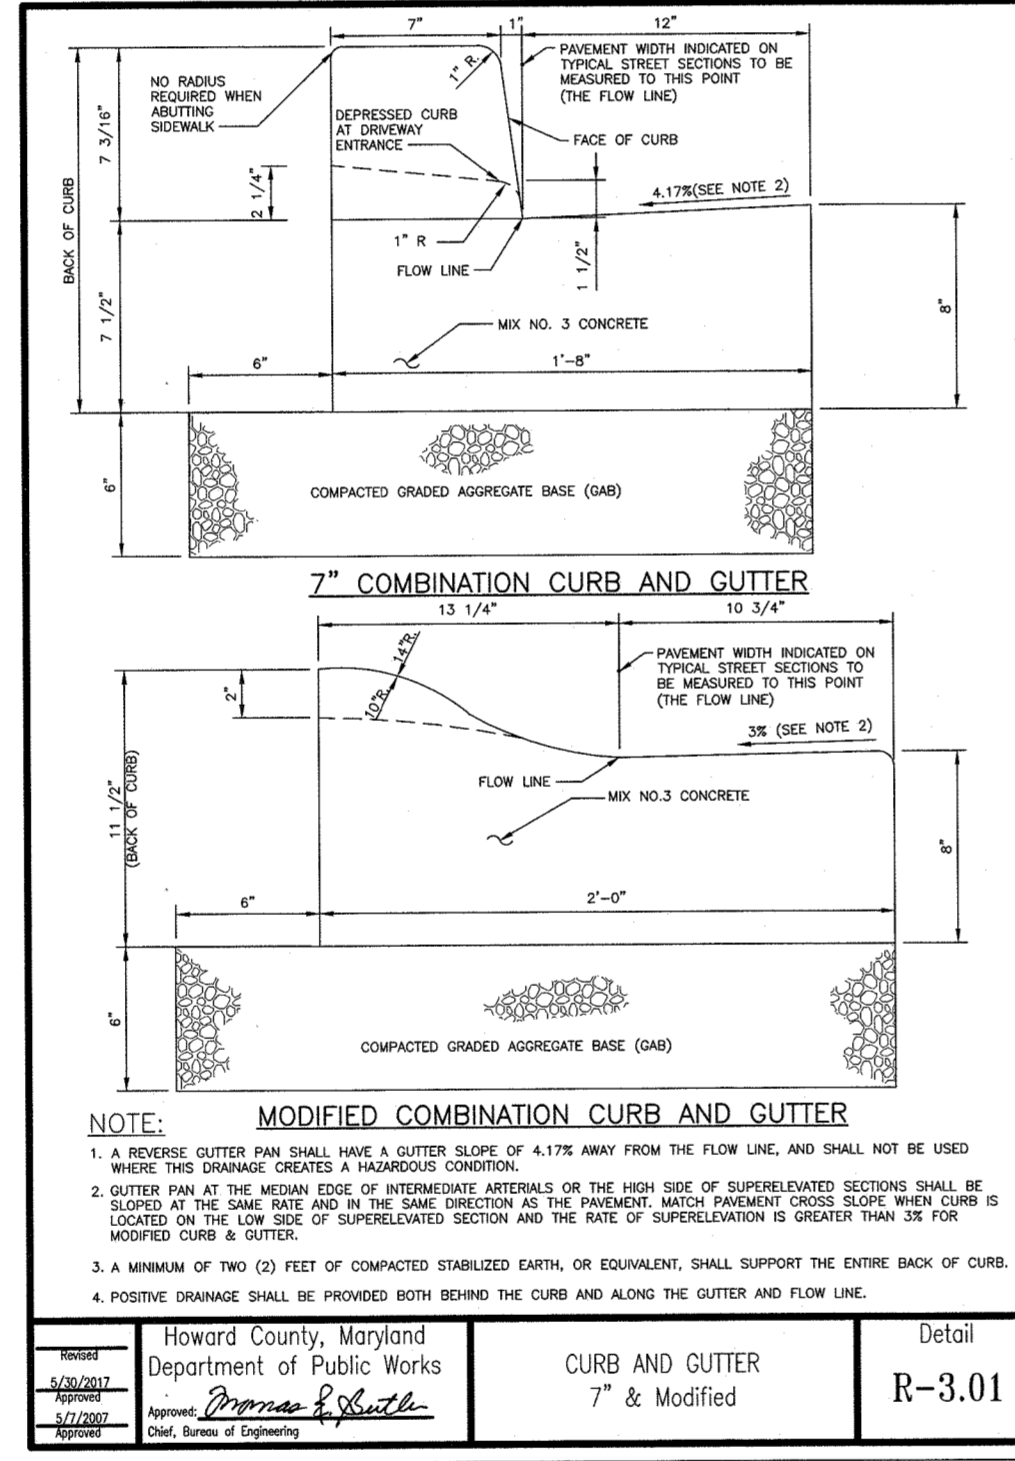 7"
1"
12"
PAVEMENT WIDTH INDICATED ON
TYPICAL STREET SECTIONS TO BE
MEASURED TO THIS POINT
(THE FLOW LINE)
NO RADIUS
REQUIRED WHEN
ABUTTING
SIDEWALK
1" R.
7 3/16"
DEPRESSED CURB
AT DRIVEWAY
ENTRANCE
FACE OF CURB
2 1/4"
4.17%(SEE NOTE 2)
BACK OF CURB
1" R
FLOW LINE
1 1/2"
7 1/2"
8"
MIX NO. 3 CONCRETE
6"
1'-8"
6"
COMPACTED GRADED AGGREGATE BASE (GAB)
7" COMBINATION CURB AND GUTTER
13 1/4"
10 3/4"
PAVEMENT WIDTH INDICATED ON
TYPICAL STREET SECTIONS TO
BE MEASURED TO THIS POINT
(THE FLOW LINE)
14"R.
10"R.
2"
3% (SEE NOTE 2)
11 1/2"
(BACK OF CURB)
FLOW LINE
MIX NO.3 CONCRETE
8"
6"
2'-0"
6"
COMPACTED GRADED AGGREGATE BASE (GAB)
MODIFIED COMBINATION CURB AND GUTTER
NOTE:
1. A REVERSE GUTTER PAN SHALL HAVE A GUTTER SLOPE OF 4.17% AWAY FROM THE FLOW LINE, AND SHALL NOT BE USED
WHERE THIS DRAINAGE CREATES A HAZARDOUS CONDITION.
2. GUTTER PAN AT THE MEDIAN EDGE OF INTERMEDIATE ARTERIALS OR THE HIGH SIDE OF SUPERELEVATED SECTIONS SHALL BE
SLOPED AT THE SAME RATE AND IN THE SAME DIRECTION AS THE PAVEMENT. MATCH PAVEMENT CROSS SLOPE WHEN CURB IS
LOCATED ON THE LOW SIDE OF SUPERELEVATED SECTION AND THE RATE OF SUPERELEVATION IS GREATER THAN 3% FOR
MODIFIED CURB & GUTTER.
3. A MINIMUM OF TWO (2) FEET OF COMPACTED STABILIZED EARTH, OR EQUIVALENT, SHALL SUPPORT THE ENTIRE BACK OF CURB.
4. POSITIVE DRAINAGE SHALL BE PROVIDED BOTH BEHIND THE CURB AND ALONG THE GUTTER AND FLOW LINE.
Revised
5/30/2017
Approved
5/7/2007
Approved
Howard County, Maryland
Department of Public Works
Approved: Thomas E. Butler
Chief, Bureau of Engineering
CURB AND GUTTER
7" & Modified
Detail
R-3.01